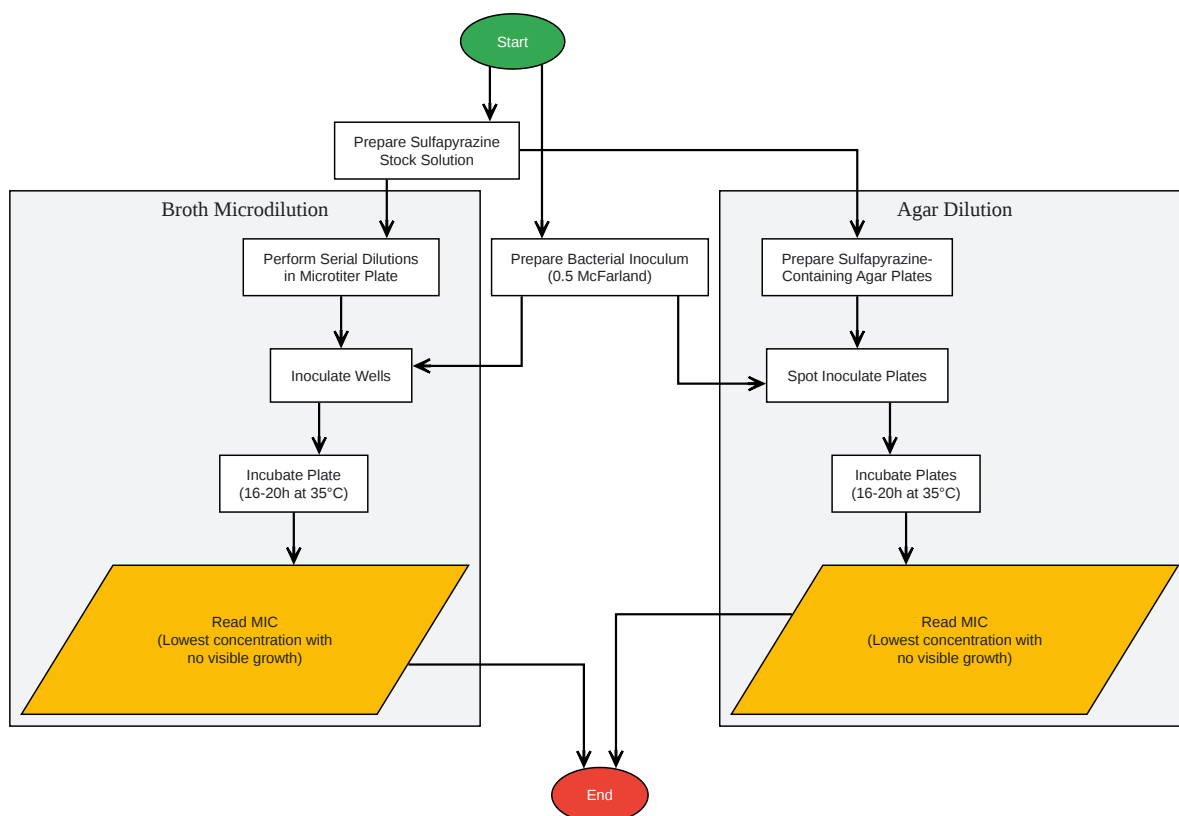 Start
Prepare Sulfapyrazine
Stock Solution
Broth Microdilution
Agar Dilution
Perform Serial Dilutions
in Microtiter Plate
Prepare Bacterial Inoculum
(0.5 McFarland)
Prepare Sulfapyrazine-
Containing Agar Plates
Inoculate Wells
Spot Inoculate Plates
Incubate Plate
(16-20h at 35°C)
Incubate Plates
(16-20h at 35°C)
Read MIC
(Lowest concentration with
no visible growth)
Read MIC
(Lowest concentration with
no visible growth)
End